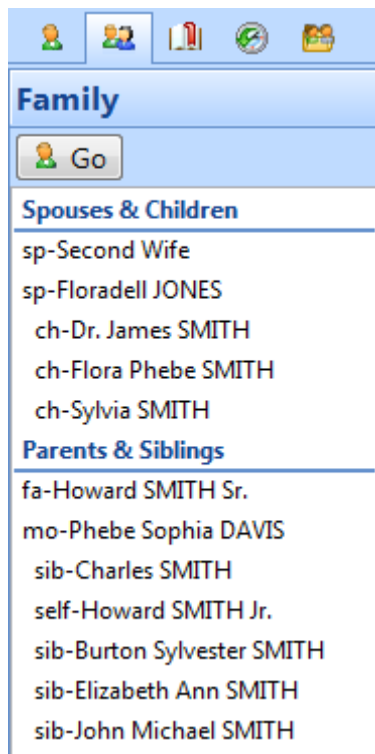 Family
Go
Spouses & Children
sp-Second Wife
sp-Floradell JONES
ch-Dr. James SMITH
ch-Flora Phebe SMITH
ch-Sylvia SMITH
Parents & Siblings
fa-Howard SMITH Sr.
mo-Phebe Sophia DAVIS
sib-Charles SMITH
self-Howard SMITH Jr.
sib-Burton Sylvester SMITH
sib-Elizabeth Ann SMITH
sib-John Michael SMITH